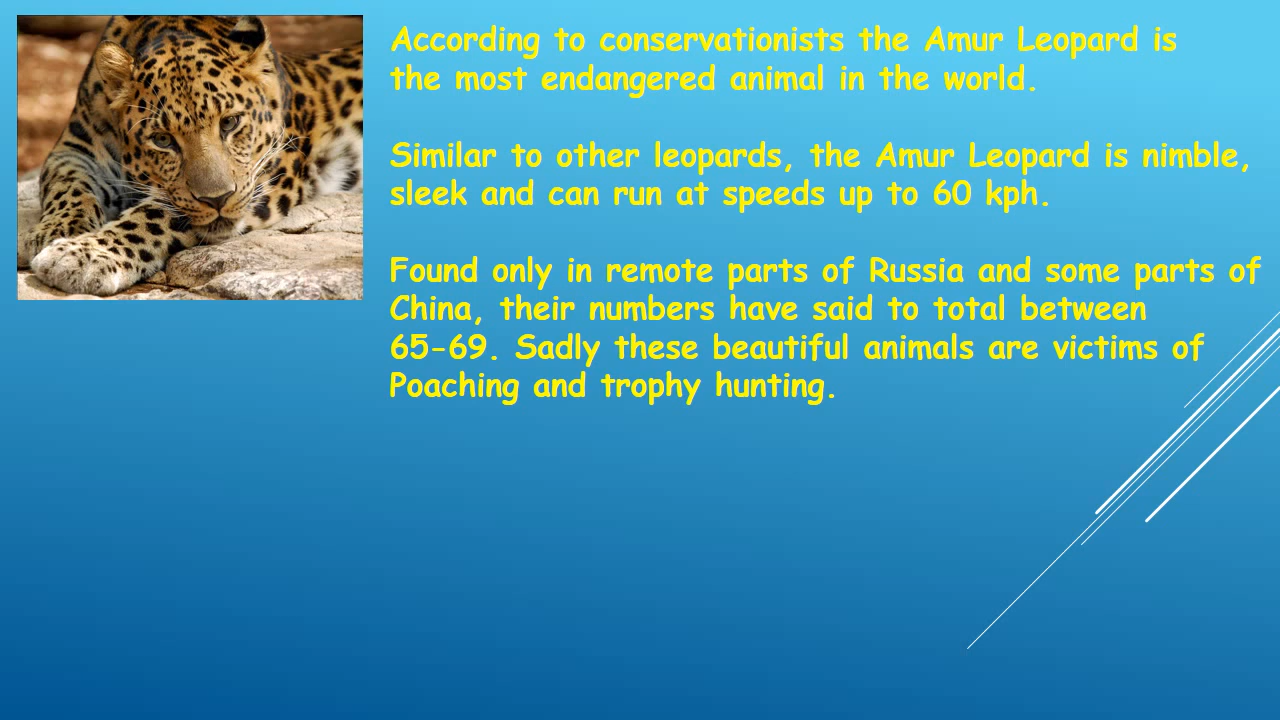 According to conservationists the Amur Leopard is
the most endangered animal in the world.
Similar to other leopards, the Amur Leopard is nimble,
sleek and can run at speeds up to 60 kph.
Found only in remote parts of Russia and some parts of
China, their numbers have said to total between
65-69. Sadly these beautiful animals are victims of
Poaching and trophy hunting.